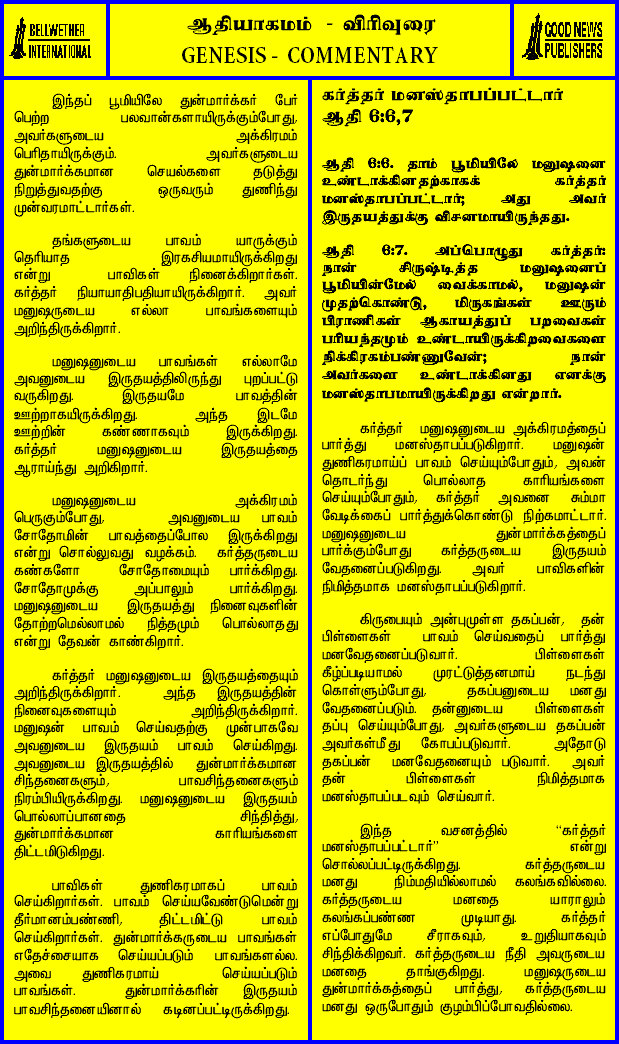 BELLWETHER
INTERNATIONAL
ஆதியாகமம் - விரிவுரை
GENESIS - COMMENTARY
GOOD NEWS
PUBLISHERS
இந்தப் பூமியிலே துன்மார்க்கர் பேர்
பெற்ற பலவான்களாயிருக்கும்போது,
அவர்களுடைய அக்கிரமம்
பெரிதாயிருக்கும். அவர்களுடைய
துன்மார்க்கமான செயல்களை தடுத்து
நிறுத்துவதற்கு ஒருவரும் துணிந்து
முன்வரமாட்டார்கள்.
தங்களுடைய பாவம் யாருக்கும்
தெரியாத இரகசியமாயிருக்கிறது
என்று பாவிகள் நினைக்கிறார்கள்.
கர்த்தர் நியாயாதிபதியாயிருக்கிறார். அவர்
மனுஷருடைய எல்லா பாவங்களையும்
அறிந்திருக்கிறார்.
மனுஷனுடைய பாவங்கள் எல்லாமே
அவனுடைய இருதயத்திலிருந்து புறப்பட்டு
வருகிறது. இருதயமே பாவத்தின்
ஊற்றாகயிருக்கிறது. அந்த இடமே
ஊற்றின் கண்ணாகவும் இருக்கிறது.
கர்த்தர் மனுஷனுடைய இருதயத்தை
ஆராய்ந்து அறிகிறார்.
மனுஷனுடைய அக்கிரமம்
பெருகும்போது, அவனுடைய பாவம்
சோதோமின் பாவத்தைப்போல இருக்கிறது
என்று சொல்லுவது வழக்கம். கர்த்தருடைய
கண்களோ சோதோமையும் பார்க்கிறது.
சோதோமுக்கு அப்பாலும் பார்க்கிறது.
மனுஷனுடைய இருதயத்து நினைவுகளின்
தோற்றமெல்லாமல் நித்தமும் பொல்லாதது
என்று தேவன் காண்கிறார்.
கர்த்தர் மனுஷனுடைய இருதயத்தையும்
அறிந்திருக்கிறார். அந்த இருதயத்தின்
நினைவுகளையும் அறிந்திருக்கிறார்.
மனுஷன் பாவம் செய்வதற்கு முன்பாகவே
அவனுடைய இருதயம் பாவம் செய்கிறது.
அவனுடைய இருதயத்தில் துன்மார்க்கமான
சிந்தனைகளும், பாவசிந்தனைகளும்
நிரம்பியிருக்கிறது. மனுஷனுடைய இருதயம்
பொல்லாப்பானதை சிந்தித்து,
துன்மார்க்கமான காரியங்களை
திட்டமிடுகிறது.
பாவிகள் துணிகரமாகப் பாவம்
செய்கிறார்கள். பாவம் செய்யவேண்டுமென்று
தீர்மானம்பண்ணி, திட்டமிட்டு பாவம்
செய்கிறார்கள். துன்மார்க்கருடைய பாவங்கள்
எதேச்சையாக செய்யப்படும் பாவங்களல்ல.
அவை துணிகரமாய் செய்யப்படும்
பாவங்கள். துன்மார்க்கரின் இருதயம்
பாவசிந்தனையினால் கடினப்பட்டிருக்கிறது.
கர்த்தர் மனஸ்தாபப்பட்டார்
ஆதி 6:6,7
ஆதி 6:6. தாம் பூமியிலே மனுஷனை
உண்டாக்கினதற்காகக் கர்த்தர்
மனஸ்தாபப்பட்டார்; அது அவர்
இருதயத்துக்கு விசனமாயிருந்தது.
ஆதி 6:7. அப்பொழுது கர்த்தர்:
நான் சிருஷ்டித்த மனுஷனைப்
பூமியின்மேல் வைக்காமல், மனுஷன்
முதற்கொண்டு, மிருகங்கள் ஊரும்
பிராணிகள் ஆகாயத்துப் பறவைகள்
பரியந்தமும் உண்டாயிருக்கிறவைகளை
நிக்கிரகம்பண்ணுவேன்; நான்
அவர்களை உண்டாக்கினது எனக்கு
மனஸ்தாபமாயிருக்கிறது என்றார்.
கர்த்தர் மனுஷனுடைய அக்கிரமத்தைப்
பார்த்து மனஸ்தாபப்படுகிறார். மனுஷன்
துணிகரமாய்ப் பாவம் செய்யும்போதும், அவன்
தொடர்ந்து பொல்லாத காரியங்களை
செய்யும்போதும், கர்த்தர் அவனை சும்மா
வேடிக்கைப் பார்த்துக்கொண்டு நிற்கமாட்டார்.
மனுஷனுடைய துன்மார்க்கத்தைப்
பார்க்கும்போது கர்த்தருடைய இருதயம்
வேதனைப்படுகிறது. அவர் பாவிகளின்
நிமித்தமாக மனஸ்தாபப்படுகிறார்.
கிருபையும் அன்புமுள்ள தகப்பன், தன்
பிள்ளைகள் பாவம் செய்வதைப் பார்த்து
மனவேதனைப்படுவார். பிள்ளைகள்
கீழ்ப்படியாமல் முரட்டுத்தனமாய் நடந்து
கொள்ளும்போது, தகப்பனுடைய மனது
வேதனைப்படும். தன்னுடைய பிள்ளைகள்
தப்பு செய்யும்போது, அவர்களுடைய தகப்பன்
அவர்கள்மீது கோபப்படுவார். அதோடு
தகப்பன் மனவேதனையும் படுவார். அவர்
தன் பிள்ளைகள் நிமித்தமாக
மனஸ்தாபப்படவும் செய்வார்.
இந்த வசனத்தில் “கர்த்தர்
மனஸ்தாபப்பட்டார்” என்று
சொல்லப்பட்டிருக்கிறது. கர்த்தருடைய
மனது நிம்மதியில்லாமல் கலங்கவில்லை.
கர்த்தருடைய மனதை யாராலும்
கலங்கப்பண்ண முடியாது. கர்த்தர்
எப்போதுமே சீராகவும், உறுதியாகவும்
சிந்திக்கிறவர். கர்த்தருடைய நீதி அவருடைய
மனதை தாங்குகிறது. மனுஷருடைய
துன்மார்க்கத்தைப் பார்த்து, கர்த்தருடைய
மனது ஒருபோதும் குழம்பிப்போவதில்லை.